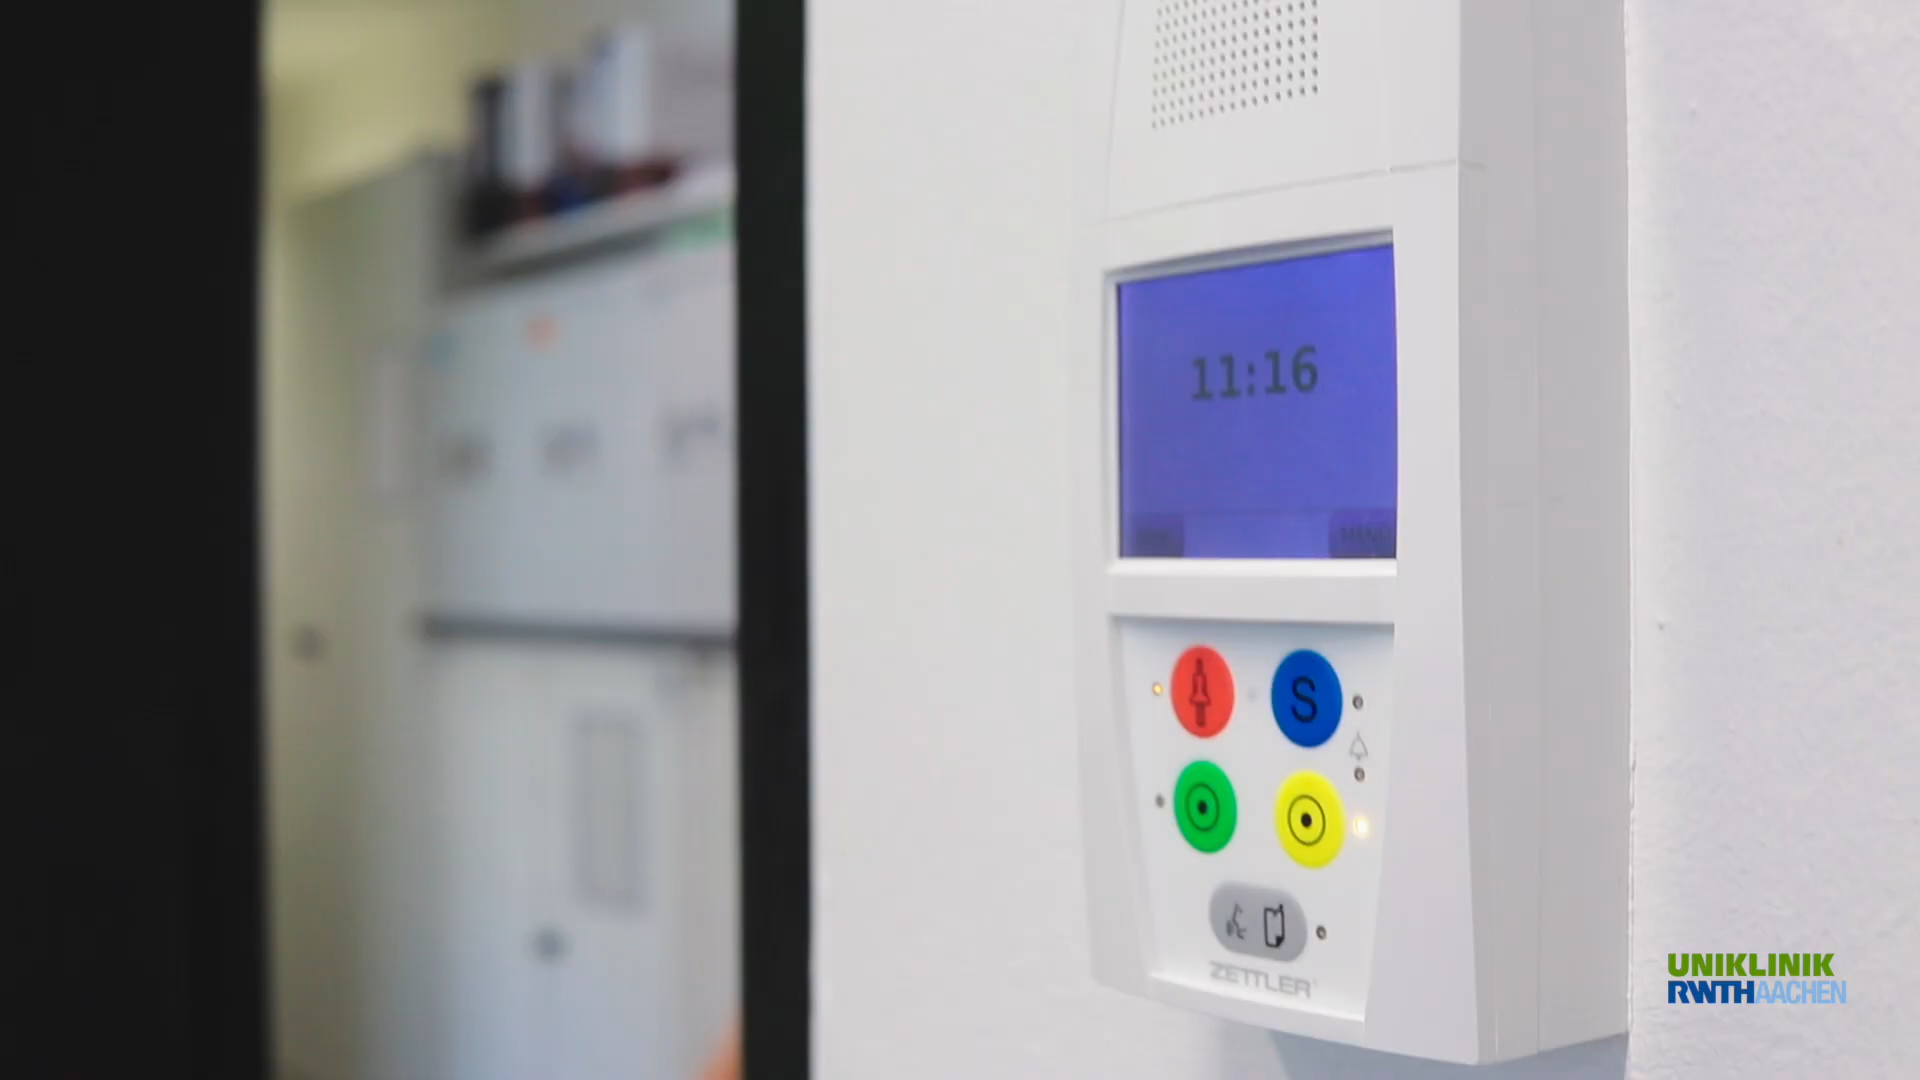 11:16
S
ZETTLER
UNIKLINIK
RWTHAACHEN